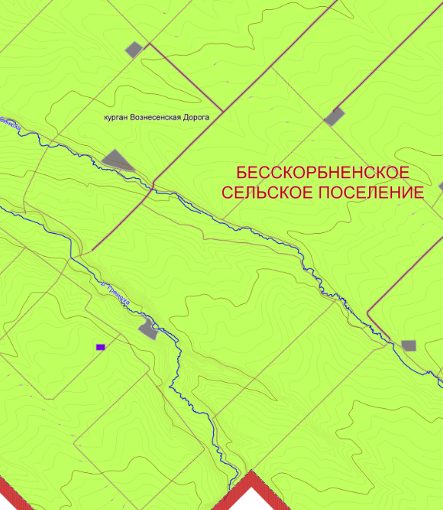 курган Вознесенская Дорога
БЕССКОРБНЕНСКОЕ
СЕЛЬСКОЕ ПОСЕЛЕНИЕ